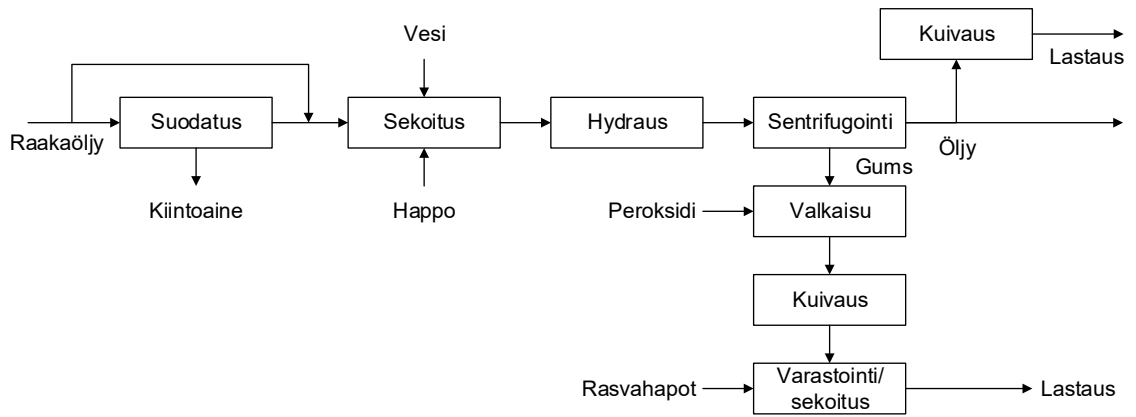 Vesi
Kuivaus
Lastaus
Raakaöljy
Suodatus
Sekoitus
Hydraus
Sentrifugointi
Öljy
Gums
Kiintoaine
Happo
Peroksidi
Valkaisu
Kuivaus
Rasvahapot
Varastointi/
sekoitus
Lastaus